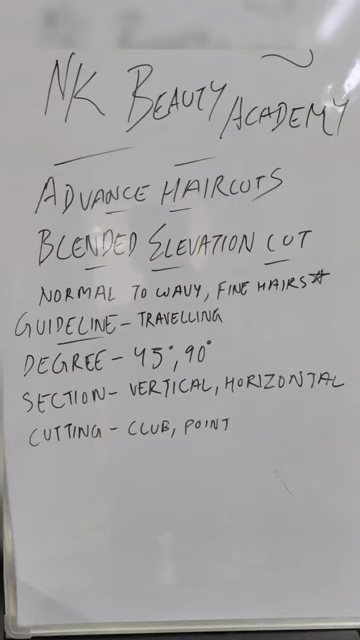 NK BEAUTY ACADEMY
ADVANCE HAIRCUTS
BLENDED ELEVATION CUT
NORMAL TO WAVY, FINE HAIRS*
GUIDELINE - TRAVELLING
DEGREE - 45°, 90°
SECTION - VERTICAL, HORIZONTAL
CUTTING - CLUB, POINT